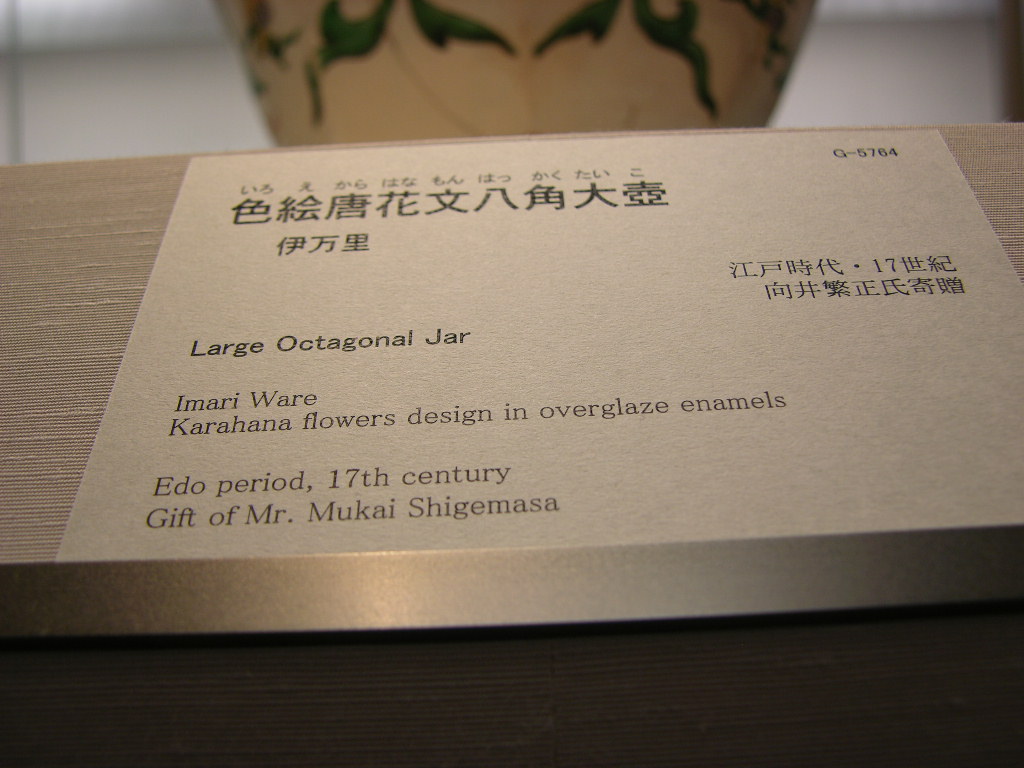 G-5764
いろ え から はな もん はっ かく たい こ
色絵唐花文八角大壺
伊万里
江戸時代・17世紀
向井繁正氏寄贈
Large Octagonal Jar
Imari Ware
Karahana flowers design in overglaze enamels
Edo period, 17th century
Gift of Mr. Mukai Shigemasa